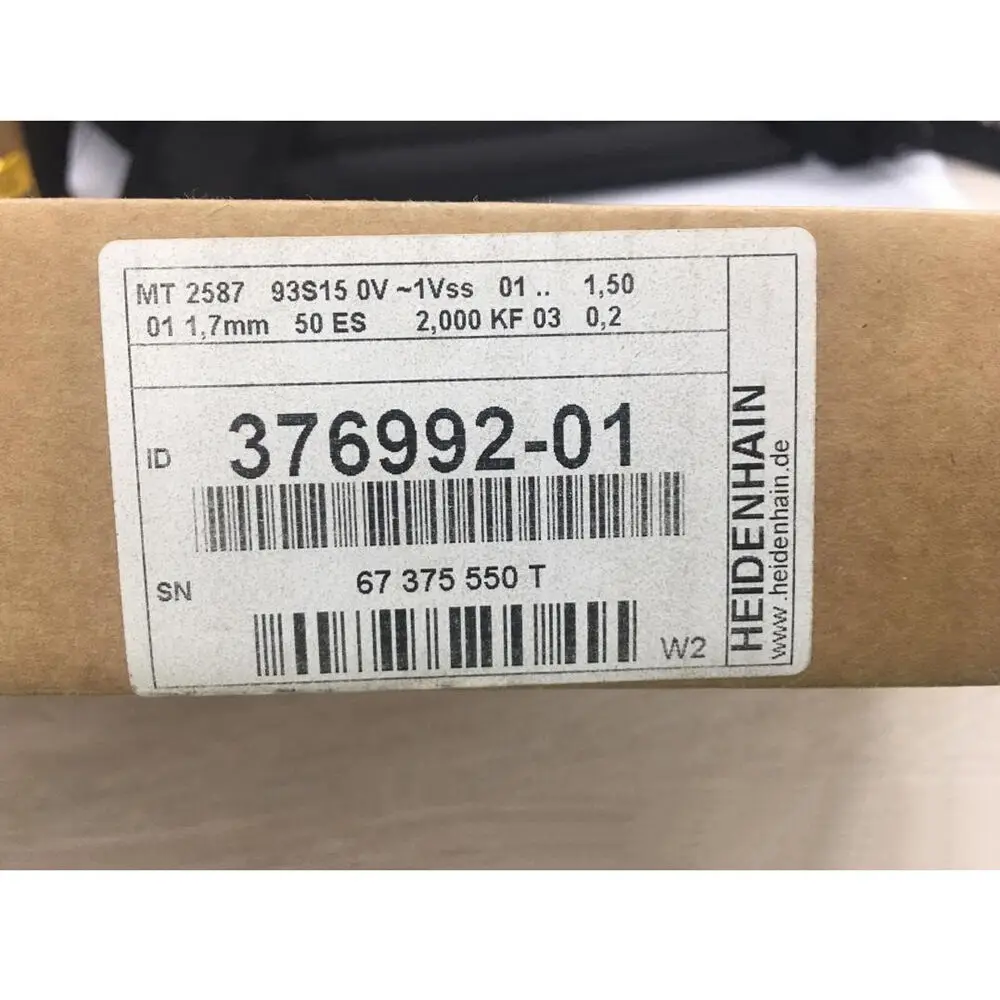 MT 2587 93S15 0V ~1Vss 01 .. 1,50
01 1,7mm 50 ES 2,000 KF 03 0,2
ID 376992-01
SN 67 375 550 T
W2
HEIDENHAIN
www.heidenhain.de